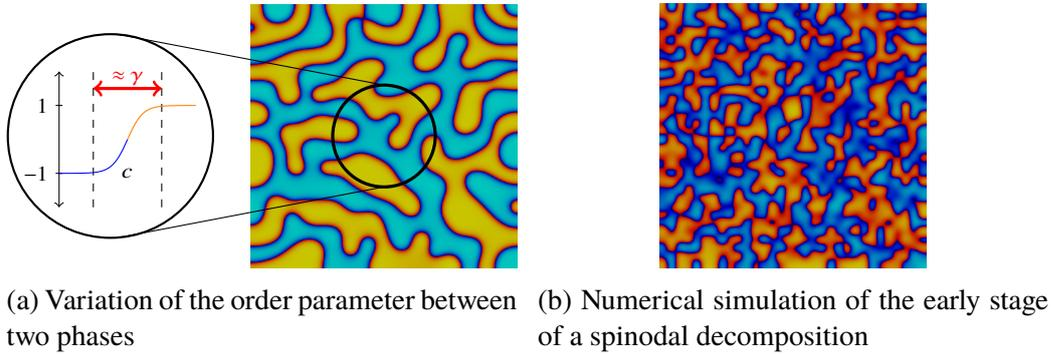 ≈ γ
1
−1
c
(a) Variation of the order parameter between
two phases
(b) Numerical simulation of the early stage
of a spinodal decomposition